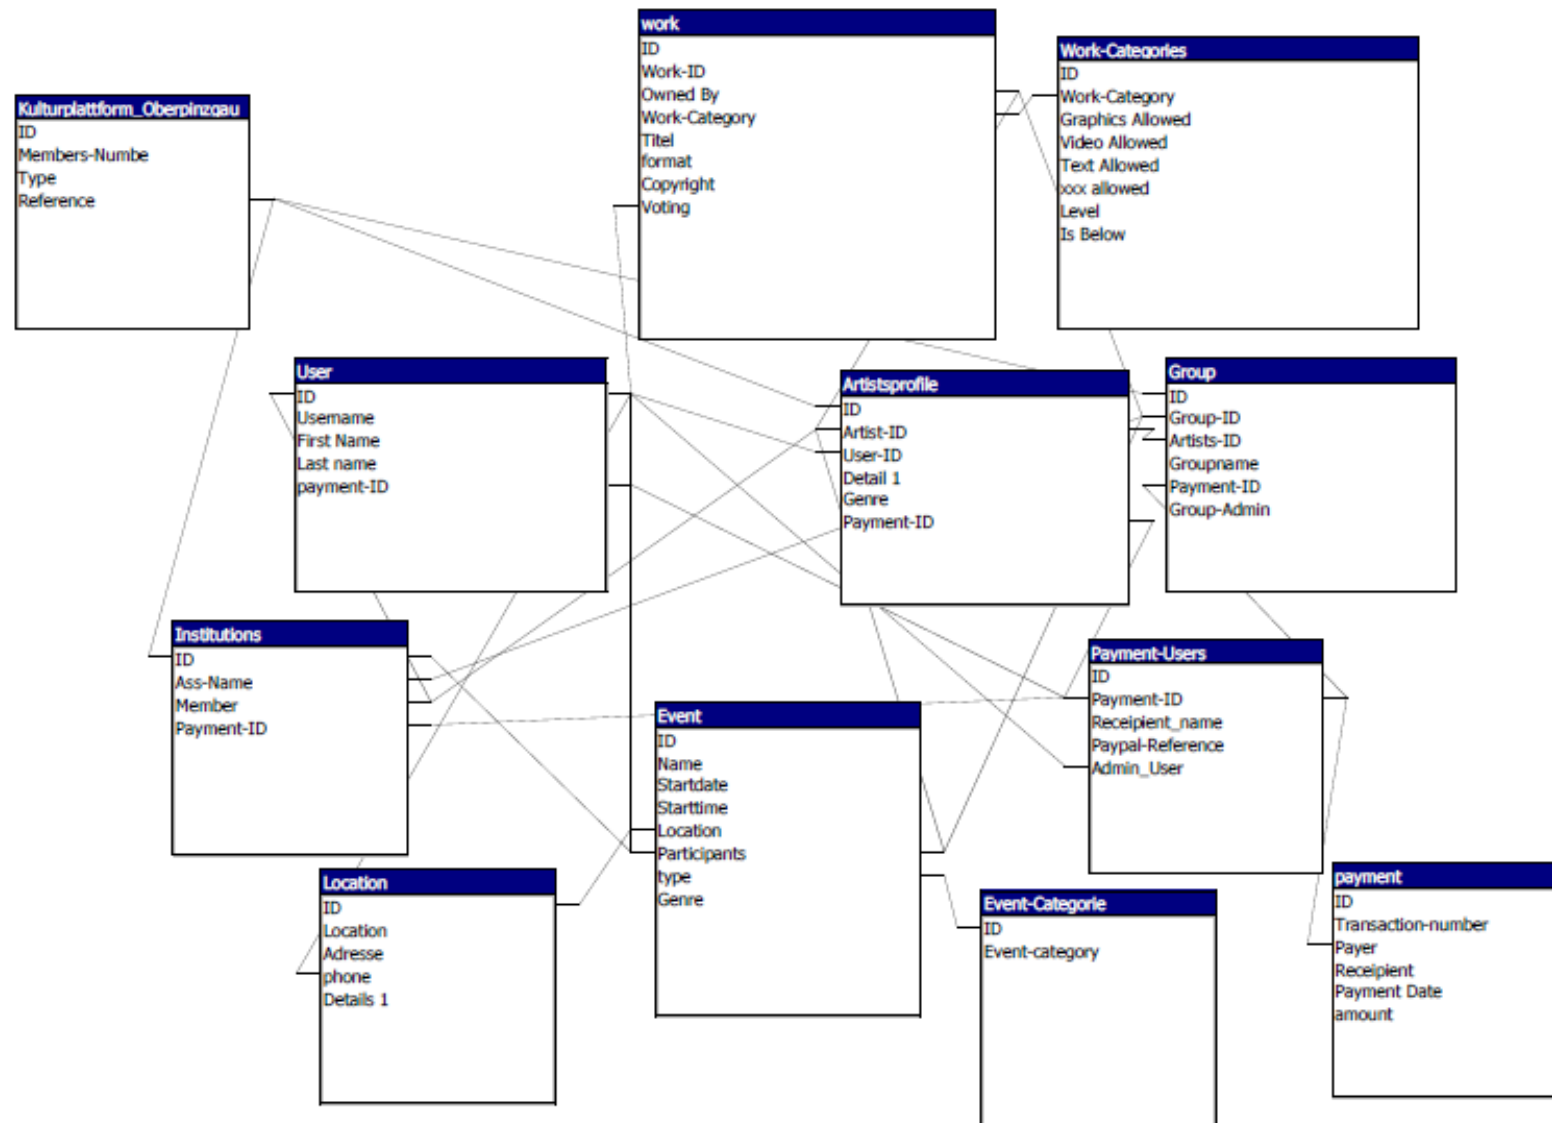 work
ID
Work-ID
Owned By
Work-Category
Titel
format
Copyright
Voting
Work-Categories
ID
Work-Category
Graphics Allowed
Video Allowed
Text Allowed
xxx allowed
Level
Is Below
Kulturplattform_Oberpinzgau
ID
Members-Numbe
Type
Reference
User
ID
Username
First Name
Last name
payment-ID
Artistsprofile
ID
Artist-ID
User-ID
Detail 1
Genre
Payment-ID
Group
ID
Group-ID
Artists-ID
Groupname
Payment-ID
Group-Admin
Institutions
ID
Ass-Name
Member
Payment-ID
Payment-Users
ID
Payment-ID
Receipient_name
Paypal-Reference
Admin_User
Event
ID
Name
Startdate
Starttime
Location
Participants
type
Genre
Location
ID
Location
Adresse
phone
Details 1
Event-Categorie
ID
Event-category
payment
ID
Transaction-number
Payer
Receipient
Payment Date
amount